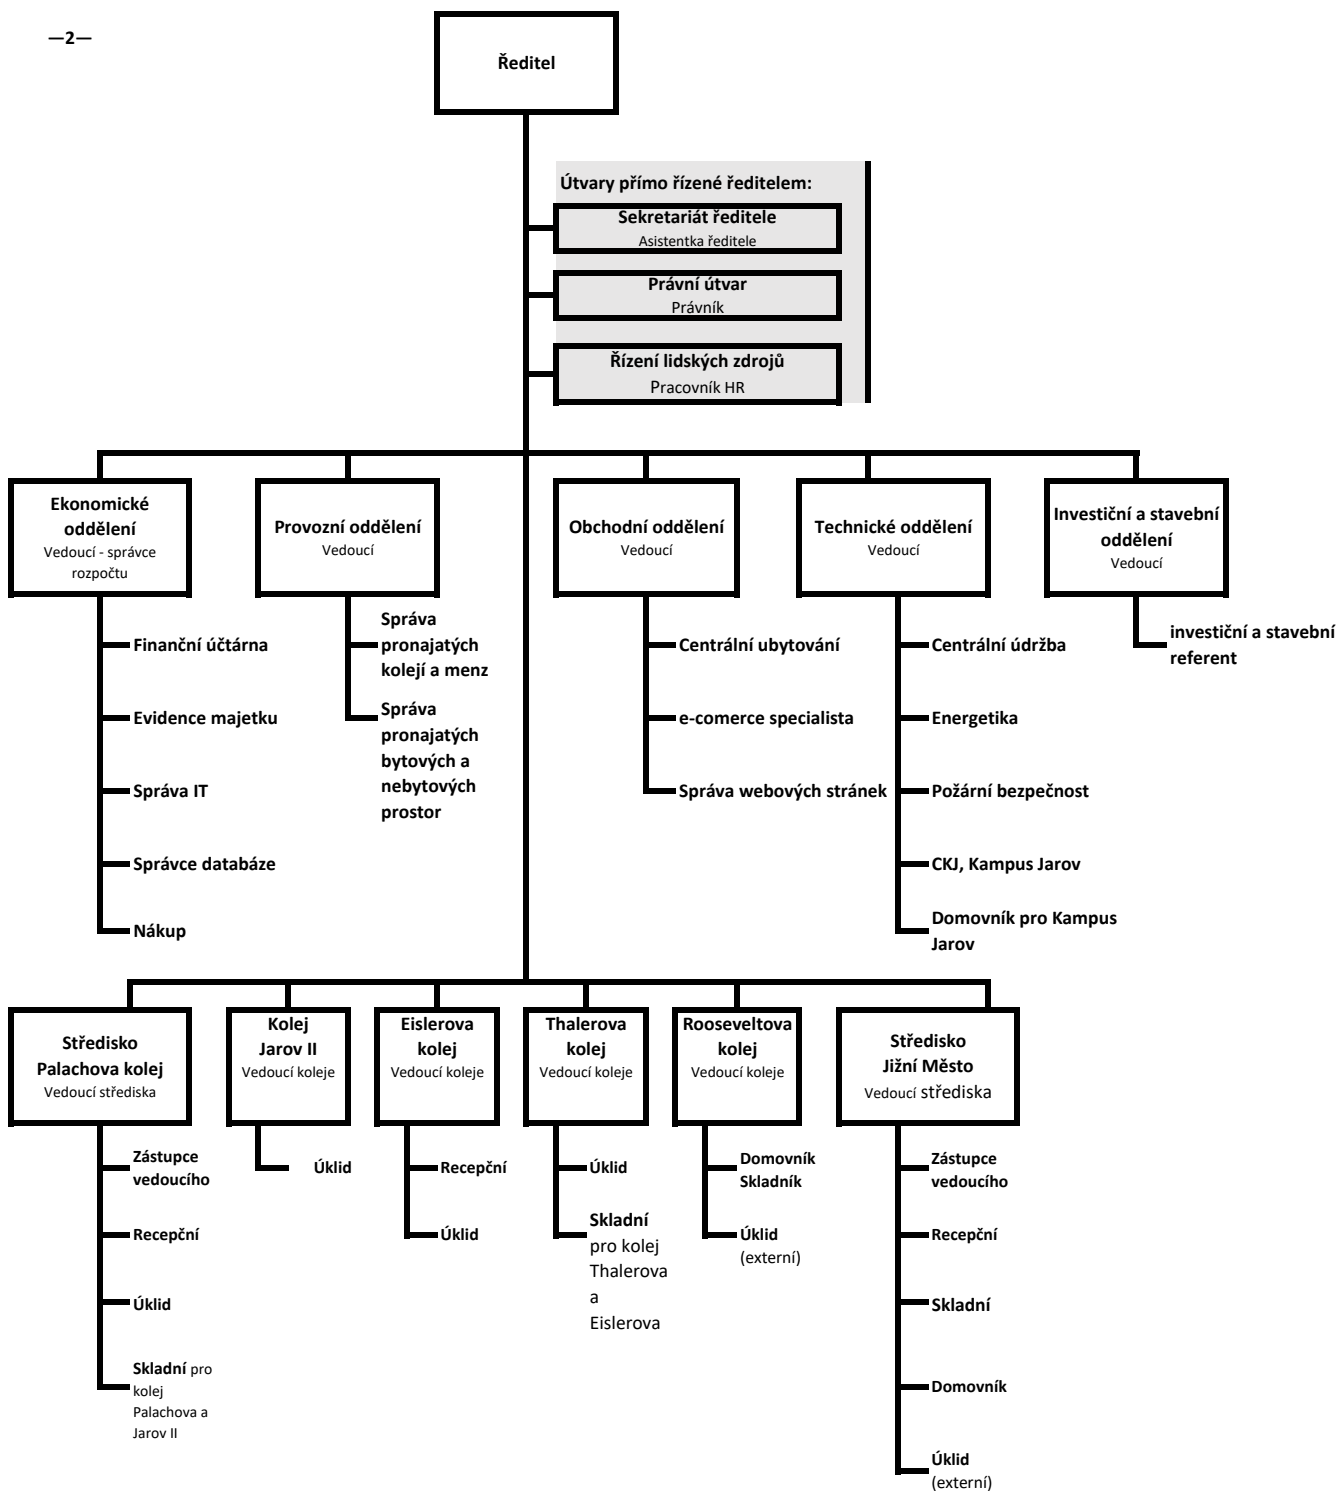 —2—
Ředitel
Útvary přímo řízené ředitelem:
Sekretariát ředitele
Asistentka ředitele
Právní útvar
Právník
Řízení lidských zdrojů
Pracovník HR
Ekonomické
oddělení
Vedoucí - správce
rozpočtu
Provozní oddělení
Vedoucí
Obchodní oddělení
Vedoucí
Technické oddělení
Vedoucí
Investiční a stavební
oddělení
Vedoucí
Finanční účtárna
Evidence majetku
Správa IT
Správce databáze
Nákup
Správa
pronajatých
kolejí a menz
Správa
pronajatých
bytových a
nebytových
prostor
Centrální ubytování
e-comerce specialista
Správa webových stránek
Centrální údržba
Energetika
Požární bezpečnost
CKJ, Kampus Jarov
Domovník pro Kampus
Jarov
investiční a stavební
referent
Středisko
Palachova kolej
Vedoucí střediska
Kolej
Jarov II
Vedoucí koleje
Eislerova
kolej
Vedoucí koleje
Thalerova
kolej
Vedoucí koleje
Rooseveltova
kolej
Vedoucí koleje
Středisko
Jižní Město
Vedoucí střediska
Zástupce
vedoucího
Recepční
Úklid
Skladní pro
kolej
Palachova a
Jarov II
Úklid
Recepční
Úklid
Úklid
Skladní
pro kolej
Thalerova
a
Eislerova
Domovník
Skladník
Úklid
(externí)
Zástupce
vedoucího
Recepční
Skladní
Domovník
Úklid
(externí)